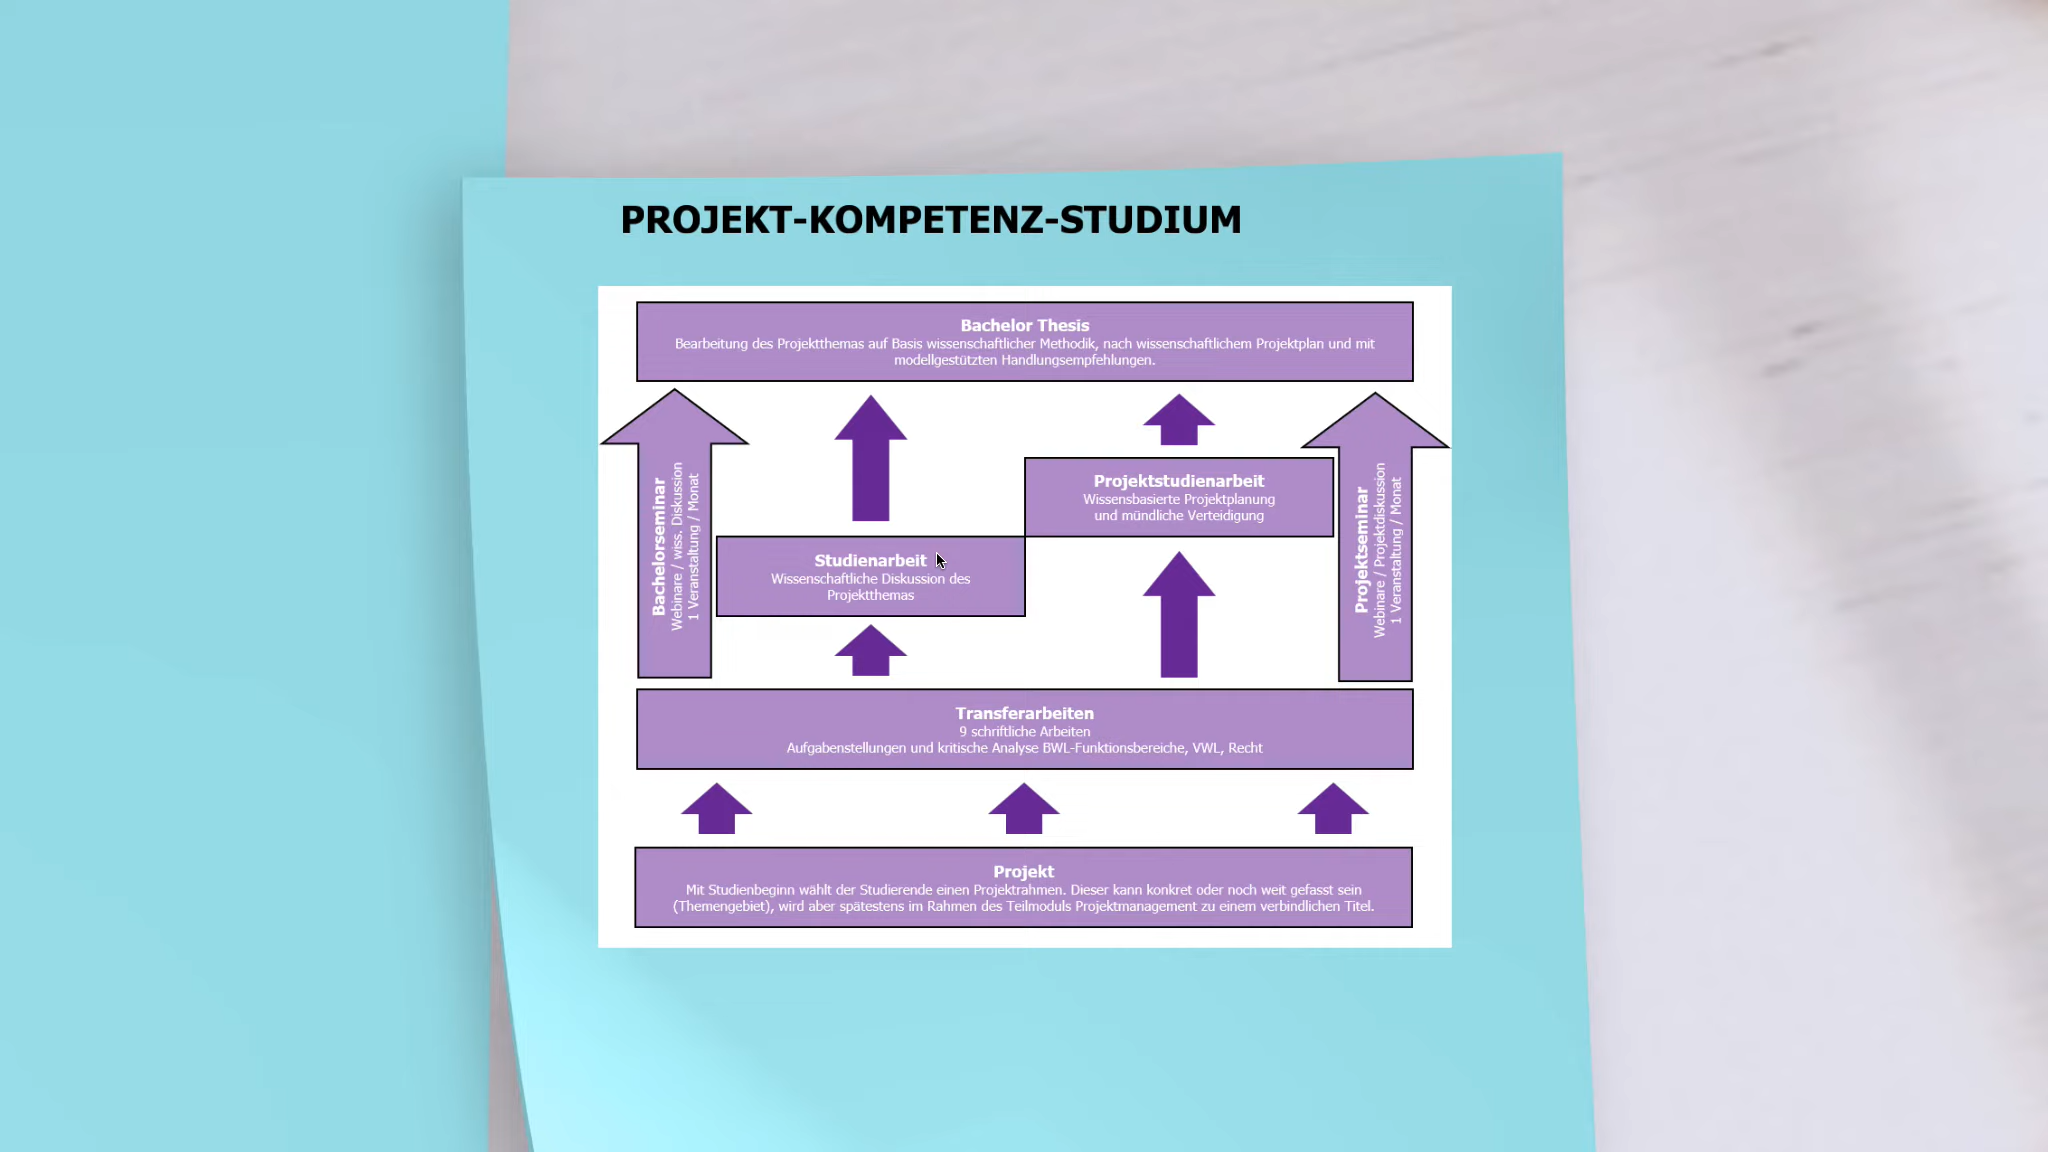 PROJEKT-KOMPETENZ-STUDIUM
Bachelor Thesis
Bearbeitung des Projektthemas auf Basis wissenschaftlicher Methodik, nach wissenschaftlichem Projektplan und mit
modellgestützten Handlungsempfehlungen.
Bachelorseminar
Webinare / wiss. Diskussion
1 Veranstaltung / Monat
Projektstudienarbeit
Wissensbasierte Projektplanung
und mündliche Verteidigung
Studienarbeit
Wissenschaftliche Diskussion des
Projektthemas
Projektseminar
Webinare / Projektdiskussion
1 Veranstaltung / Monat
Transferarbeiten
9 schriftliche Arbeiten
Aufgabenstellungen und kritische Analyse BWL-Funktionsbereiche, VWL, Recht
Projekt
Mit Studienbeginn wählt der Studierende einen Projektrahmen. Dieser kann konkret oder noch weit gefasst sein
(Themengebiet), wird aber spätestens im Rahmen des Teilmoduls Projektmanagement zu einem verbindlichen Titel.